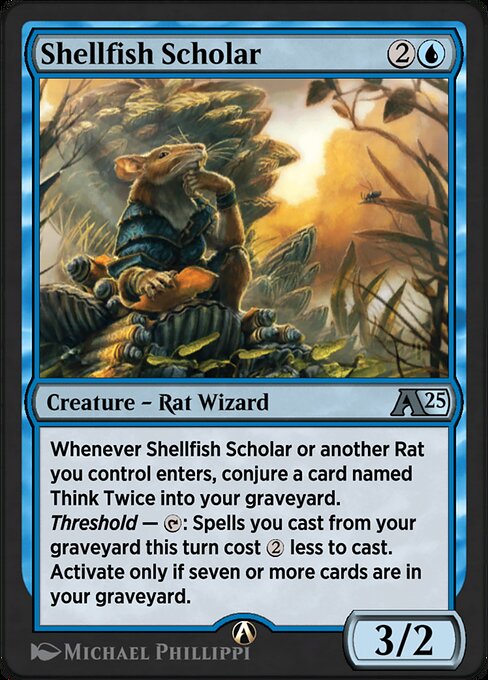 Shellfish Scholar 2
Creature – Rat Wizard A25
Whenever Shellfish Scholar or another Rat
you control enters, conjure a card named
Think Twice into your graveyard.
Threshold — : Spells you cast from your
graveyard this turn cost 2 less to cast.
Activate only if seven or more cards are in
your graveyard.
3/2
Michael Phillippi